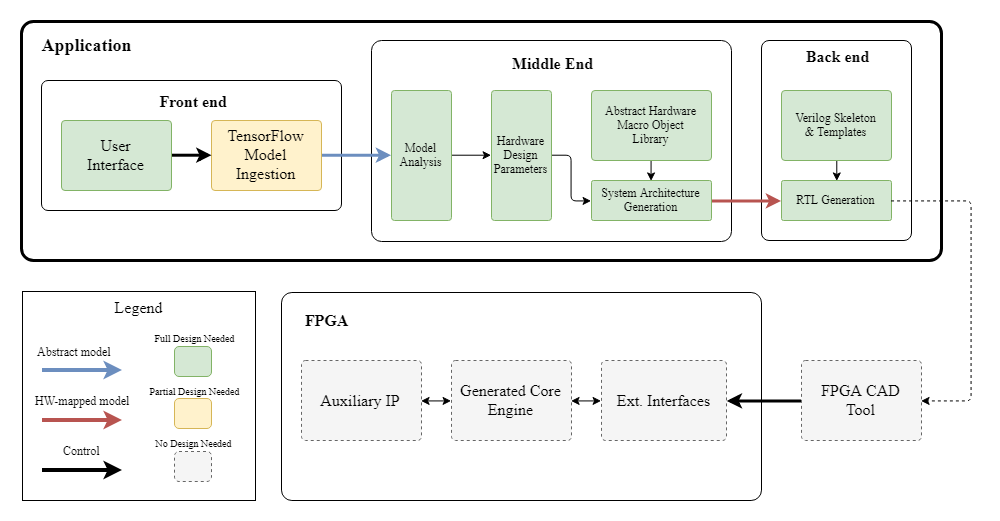 Application
Front end
User
Interface
TensorFlow
Model
Ingestion
Middle End
Model
Analysis
Hardware
Design
Parameters
Abstract Hardware
Macro Object
Library
System Architecture
Generation
Back end
Verilog Skeleton
& Templates
RTL Generation
Legend
Abstract model
Full Design Needed
HW-mapped model
Partial Design Needed
Control
No Design Needed
FPGA
Auxiliary IP
Generated Core
Engine
Ext. Interfaces
FPGA CAD
Tool